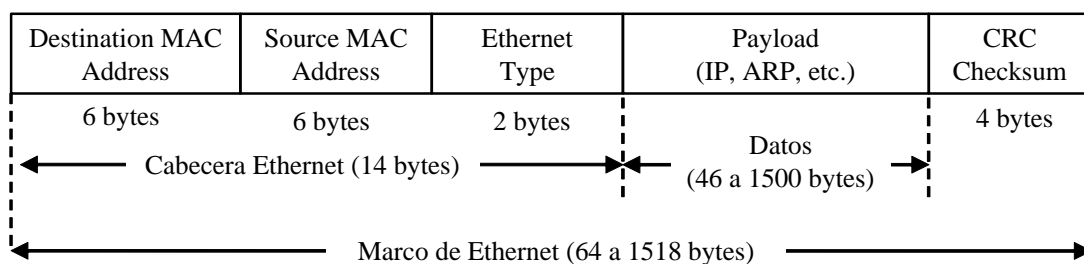 Destination MAC
Address
Source MAC
Address
Ethernet
Type
Payload
(IP, ARP, etc.)
CRC
Checksum
6 bytes
6 bytes
2 bytes
4 bytes
Cabecera Ethernet (14 bytes)
Datos
(46 a 1500 bytes)
Marco de Ethernet (64 a 1518 bytes)